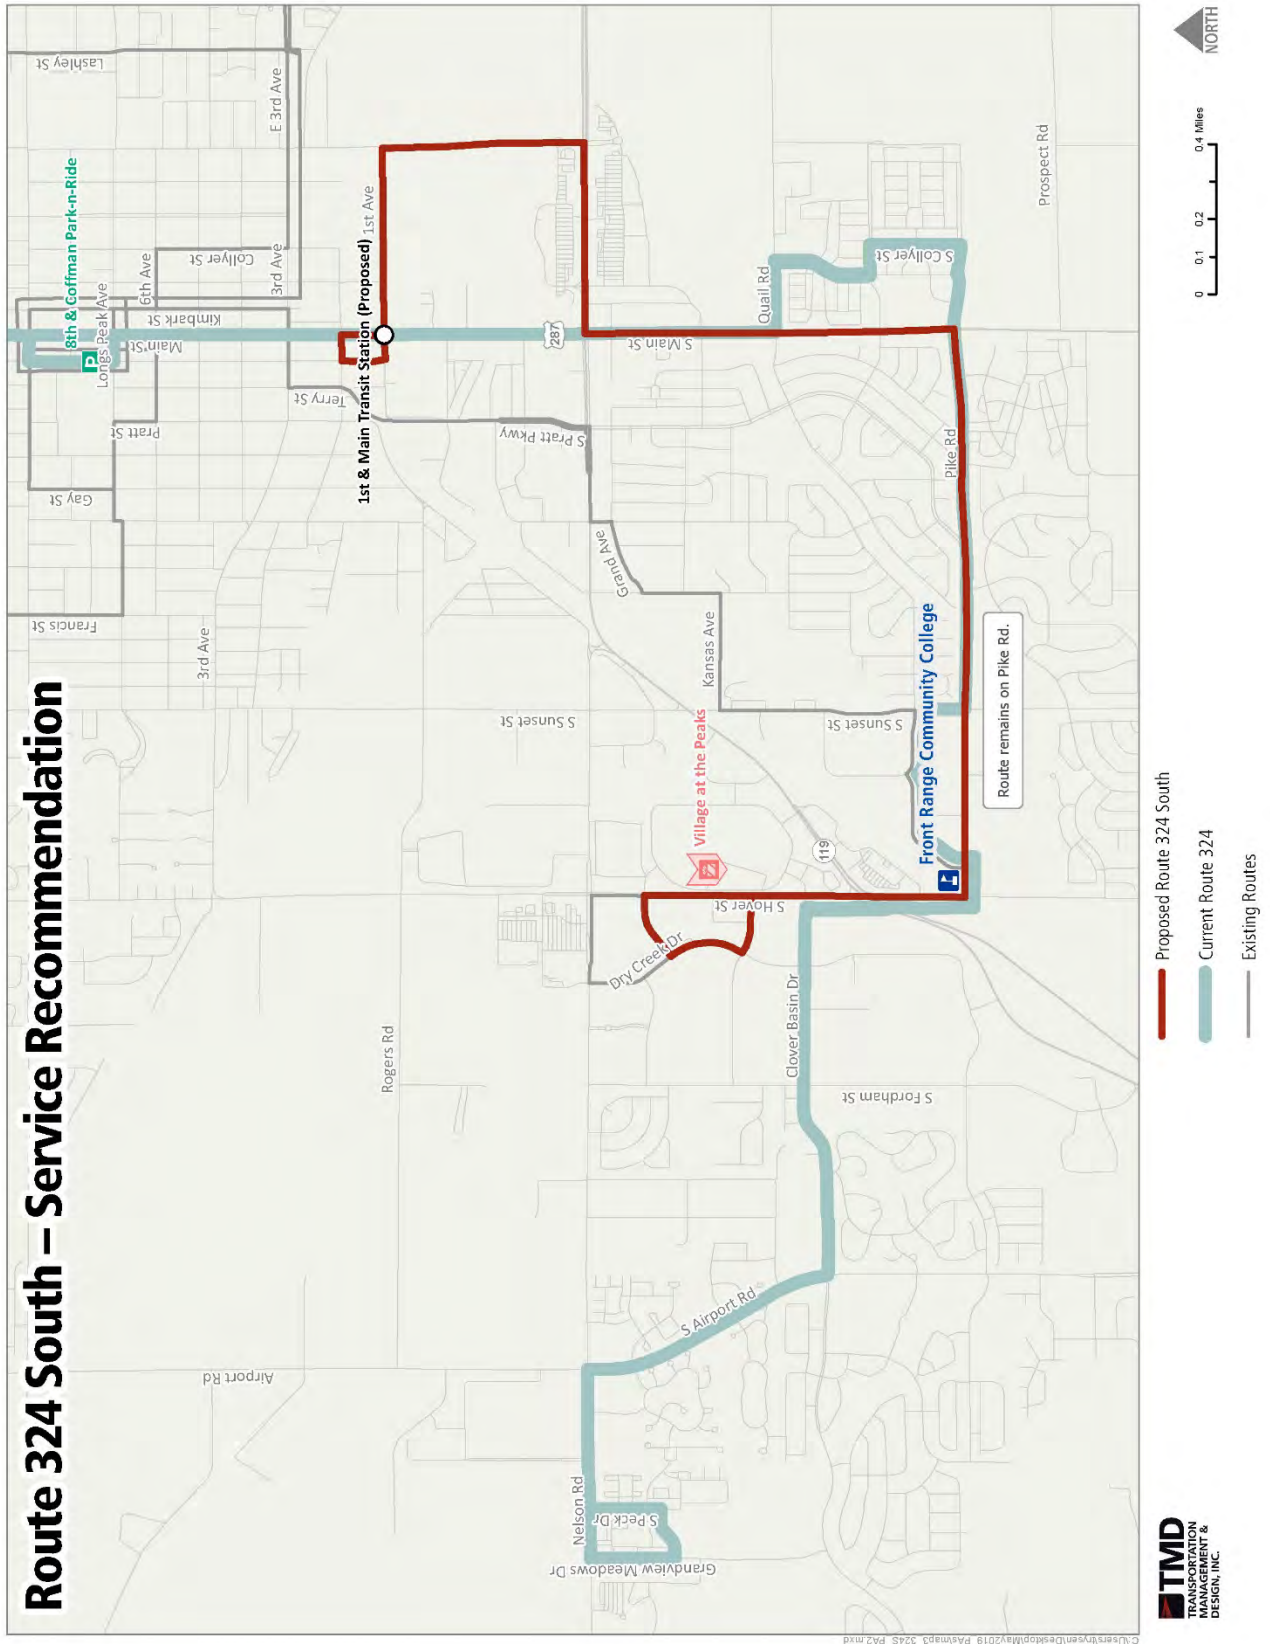 Route 324 South – Service Recommendation
Lashley St
E 3rd Ave
8th & Coffman Park-n-Ride
P
Longs Peak Ave
6th Ave
Collyer St
3rd Ave
Kimbark St
Main St
1st Ave
1st & Main Transit Station (Proposed)
Terry St
Pratt St
Gay St
Francis St
3rd Ave
S Pratt Pkwy
287
S Main St
Quail Rd
S Collyer St
Prospect Rd
Pike Rd
Grand Ave
Kansas Ave
S Sunset St
S Sunset St
Village at the Peaks
Front Range Community College
Route remains on Pike Rd.
119
S Hover St
Dry Creek Dr
Clover Basin Dr
S Fordham St
Rogers Rd
Airport Rd
S Airport Rd
Nelson Rd
S Peck Dr
Grandview Meadows Dr
Proposed Route 324 South
Current Route 324
Existing Routes
0 0.1 0.2 0.4 Miles
NORTH
TMD
TRANSPORTATION
MANAGEMENT &
DESIGN, INC.
C:\Users\trysen\Desktop\May2019_PAs\map3_324S_PA2.mxd